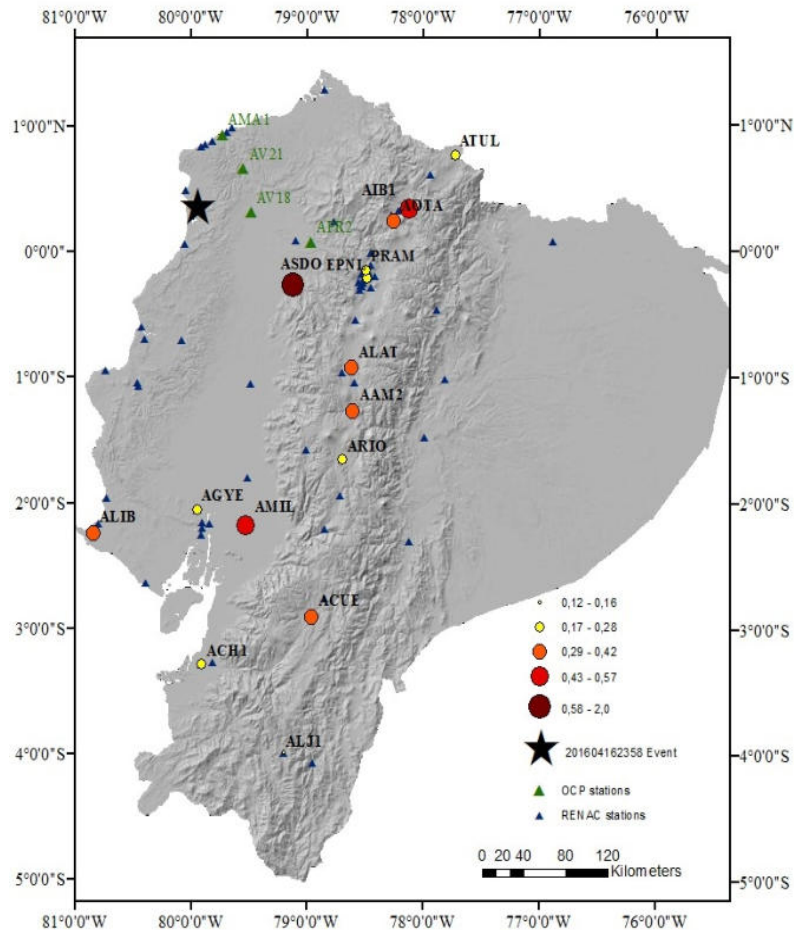 81°0'0"W 80°0'0"W 79°0'0"W 78°0'0"W 77°0'0"W 76°0'0"W
1°0'0"N 1°0'0"N
AMA1
ATUL
AV21
AIB1
AV18
AOTA
APR2
0°0'0" 0°0'0"
ASDO EPNL PRAM
ALAT
1°0'0"S 1°0'0"S
AAM2
ARIO
2°0'0"S 2°0'0"S
AGYE
ALIB
AMIL
ACUE
0,12 - 0,16
0,17 - 0,28
3°0'0"S 3°0'0"S
ACH1
0,29 - 0,42
0,43 - 0,57
0,58 - 2,0
ALJ1
4°0'0"S 4°0'0"S
201604162358 Event
OCP stations
RENAC stations
0 20 40 80 120
Kilometers
5°0'0"S 5°0'0"S
81°0'0"W 80°0'0"W 79°0'0"W 78°0'0"W 77°0'0"W 76°0'0"W